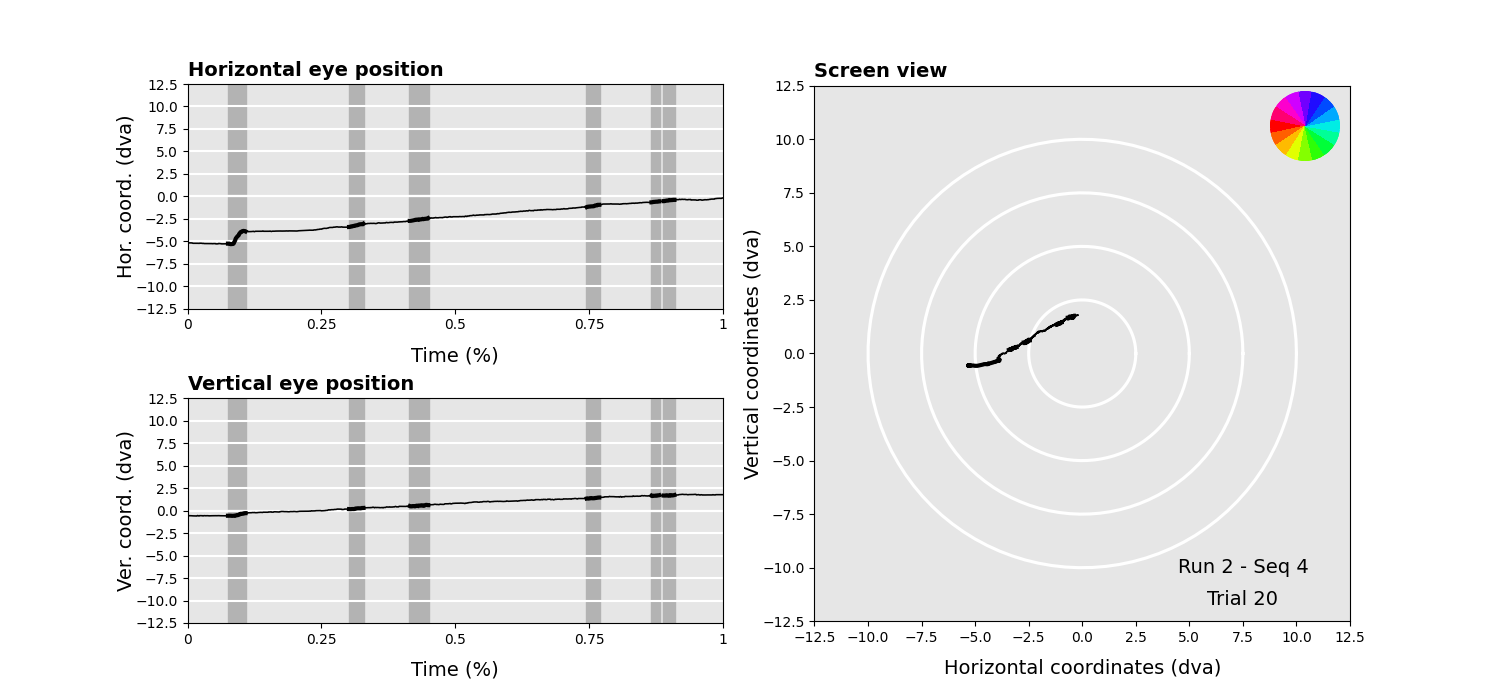 Horizontal eye position
12.5
10.0
7.5
5.0
2.5
0.0
−2.5
−5.0
−7.5
−10.0
−12.5
Hor. coord. (dva)
0 0.25 0.5 0.75 1
Time (%)
Vertical eye position
12.5
10.0
7.5
5.0
2.5
0.0
−2.5
−5.0
−7.5
−10.0
−12.5
Ver. coord. (dva)
0 0.25 0.5 0.75 1
Time (%)
Screen view
12.5
10.0
7.5
5.0
2.5
0.0
−2.5
−5.0
−7.5
−10.0
−12.5
Vertical coordinates (dva)
Run 2 - Seq 4
Trial 20
−12.5 −10.0 −7.5 −5.0 −2.5 0.0 2.5 5.0 7.5 10.0 12.5
Horizontal coordinates (dva)